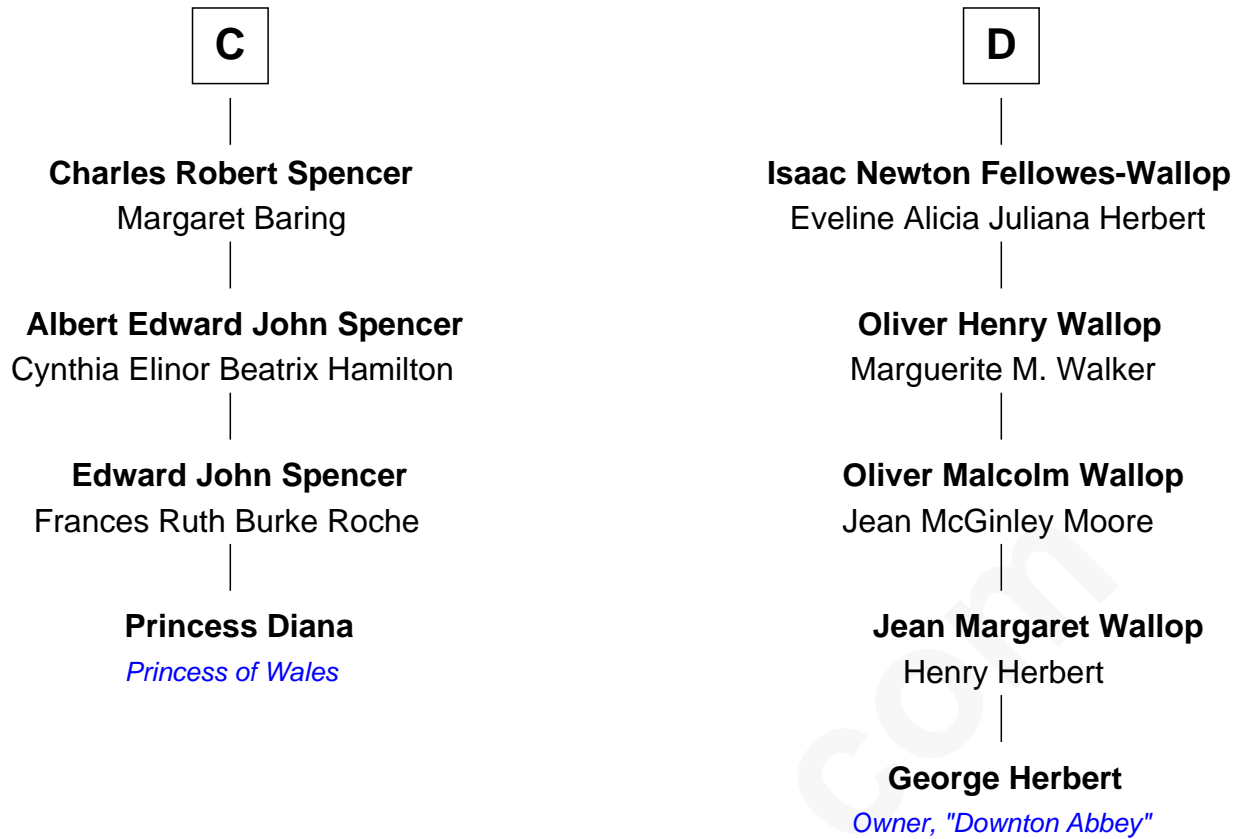 C
Charles Robert Spencer
Margaret Baring
Albert Edward John Spencer
Cynthia Elinor Beatrix Hamilton
Edward John Spencer
Frances Ruth Burke Roche
Princess Diana
Princess of Wales
D
Isaac Newton Fellowes-Wallop
Eveline Alicia Juliana Herbert
Oliver Henry Wallop
Marguerite M. Walker
Oliver Malcolm Wallop
Jean McGinley Moore
Jean Margaret Wallop
Henry Herbert
George Herbert
Owner, "Downton Abbey"
com